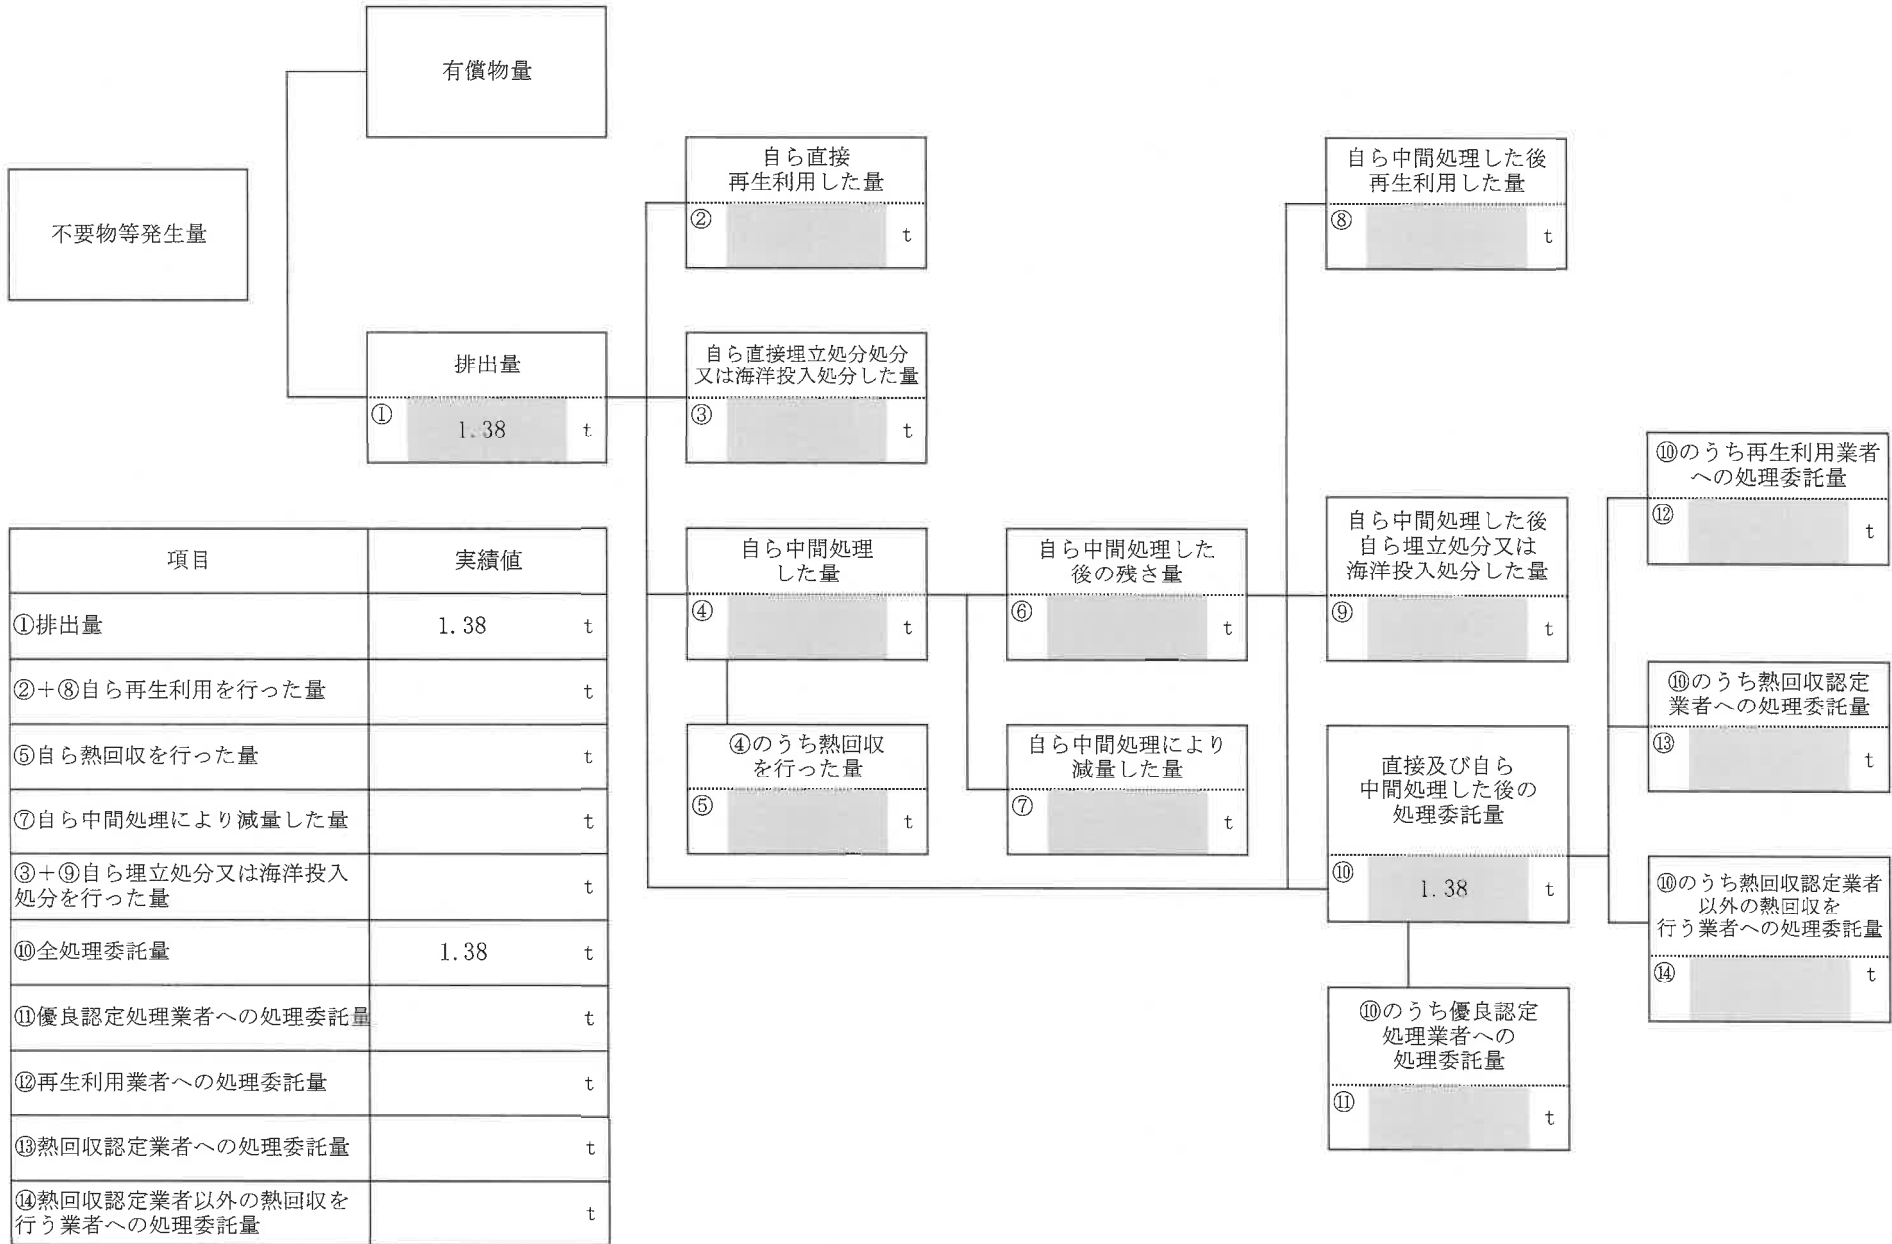 有償物量
不要物等発生量
排出量
① 1.38 t
自ら直接
再生利用した量
② t
自ら直接埋立処分処分
又は海洋投入処分した量
③ t
自ら中間処理
した量
④ t
④のうち熱回収
を行った量
⑤ t
自ら中間処理した
後の残さ量
⑥ t
自ら中間処理により
減量した量
⑦ t
自ら中間処理した後
再生利用した量
⑧ t
自ら中間処理した後
自ら埋立処分又は
海洋投入処分した量
⑨ t
直接及び自ら
中間処理した後の
処理委託量
⑩ 1.38 t
⑩のうち優良認定
処理業者への
処理委託量
⑪ t
⑩のうち再生利用業者
への処理委託量
⑫ t
⑩のうち熱回収認定
業者への処理委託量
⑬ t
⑩のうち熱回収認定業者
以外の熱回収を
行う業者への処理委託量
⑭ t
項目 実績値
①排出量 1.38 t
②+⑧自ら再生利用を行った量 t
⑤自ら熱回収を行った量 t
⑦自ら中間処理により減量した量 t
③+⑨自ら埋立処分又は海洋投入
処分を行った量 t
⑩全処理委託量 1.38 t
⑪優良認定処理業者への処理委託量 t
⑫再生利用業者への処理委託量 t
⑬熱回収認定業者への処理委託量 t
⑭熱回収認定業者以外の熱回収を
行う業者への処理委託量 t